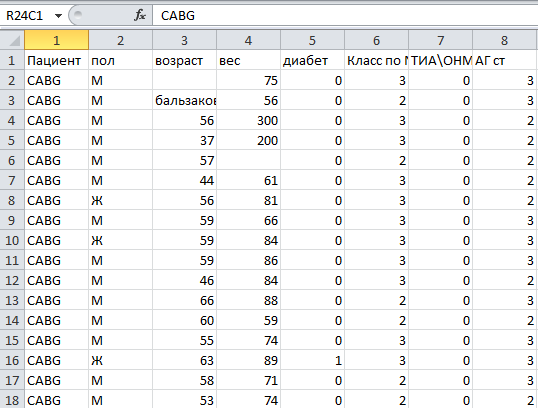 R24C1 fx CABG
1 2 3 4 5 6 7 8
1 Пациент пол возраст вес диабет Класс по ТИА\ОНМ АГ ст
2 CABG М 75 0 3 0 3
3 CABG М бальзаков 56 0 2 0 3
4 CABG М 56 300 0 3 0 2
5 CABG М 37 200 0 3 0 2
6 CABG М 57 0 2 0 2
7 CABG М 44 61 0 3 0 2
8 CABG Ж 56 81 0 3 0 2
9 CABG М 59 66 0 3 0 3
10 CABG Ж 59 84 0 3 0 3
11 CABG М 59 86 0 3 0 3
12 CABG М 46 84 0 3 0 2
13 CABG М 66 88 0 2 0 3
14 CABG М 60 59 0 2 0 2
15 CABG М 55 74 0 3 0 3
16 CABG Ж 63 89 1 3 0 3
17 CABG М 58 71 0 2 0 3
18 CABG М 53 74 0 2 0 2